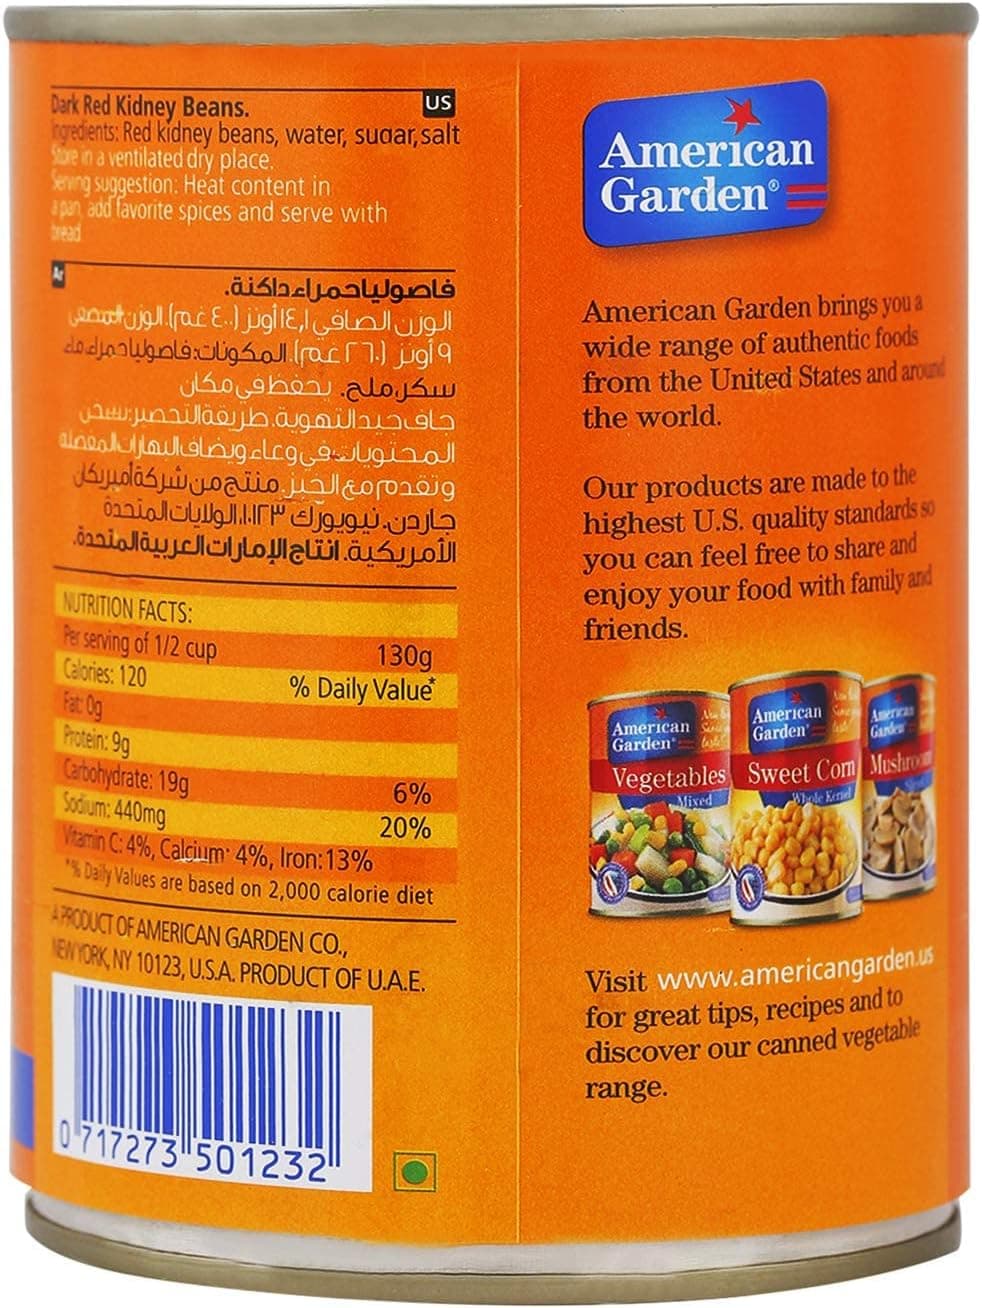 Dark Red Kidney Beans.
US
Ingredients: Red kidney beans, water, sugar, salt
Store in a ventilated dry place.
Serving suggestion: Heat content in
a pan, add favorite spices and serve with
bread
Ar
فاصوليا حمراء داكنة.
الوزن الصافي ١٤,١ أونز (٤٠٠ غم). الوزن المصفى
٩ أونز (٢٦٠ غم). المكونات: فاصوليا حمراء، ماء،
سكر، ملح. يحفظ في مكان
جاف جيد التهوية. طريقة التحضير: تسخن
المحتويات في وعاء ويضاف البهارات المفضلة
وتقدم مع الخبز. منتج من شركة أميريكان
جاردن. نيويورك ١٠١٢٣، الولايات المتحدة
الأمريكية. انتاج الإمارات العربية المتحدة.
NUTRITION FACTS:
Per serving of 1/2 cup 130g
Calories: 120 % Daily Value*
Fat: 0g
Protein: 9g
Carbohydrate: 19g 6%
Sodium: 440mg 20%
Vitamin C: 4%, Calcium: 4%, Iron:13%
*% Daily Values are based on 2,000 calorie diet
A PRODUCT OF AMERICAN GARDEN CO.,
NEW YORK, NY 10123, U.S.A. PRODUCT OF U.A.E.
0 717273 501232
American
Garden®
American Garden brings you a
wide range of authentic foods
from the United States and around
the world.
Our products are made to the
highest U.S. quality standards so
you can feel free to share and
enjoy your food with family and
friends.
American
Garden
Vegetables
Mixed
American
Garden
Sweet Corn
Whole Kernel
American
Garden
Mushroom
Visit www.americangarden.us
for great tips, recipes and to
discover our canned vegetable
range.